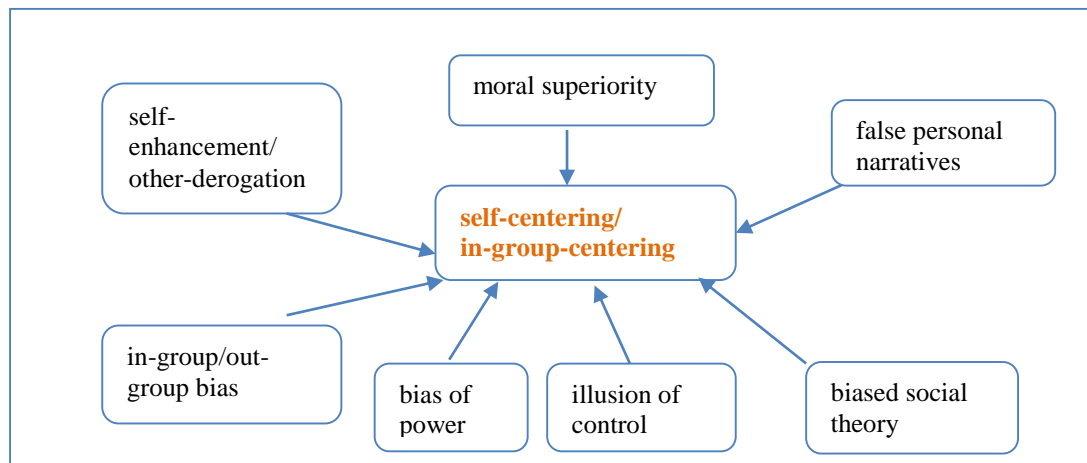 moral superiority
self-
enhancement/
other-derogation
false personal
narratives
self-centering/
in-group-centering
in-group/out-
group bias
bias of
power
illusion of
control
biased social
theory